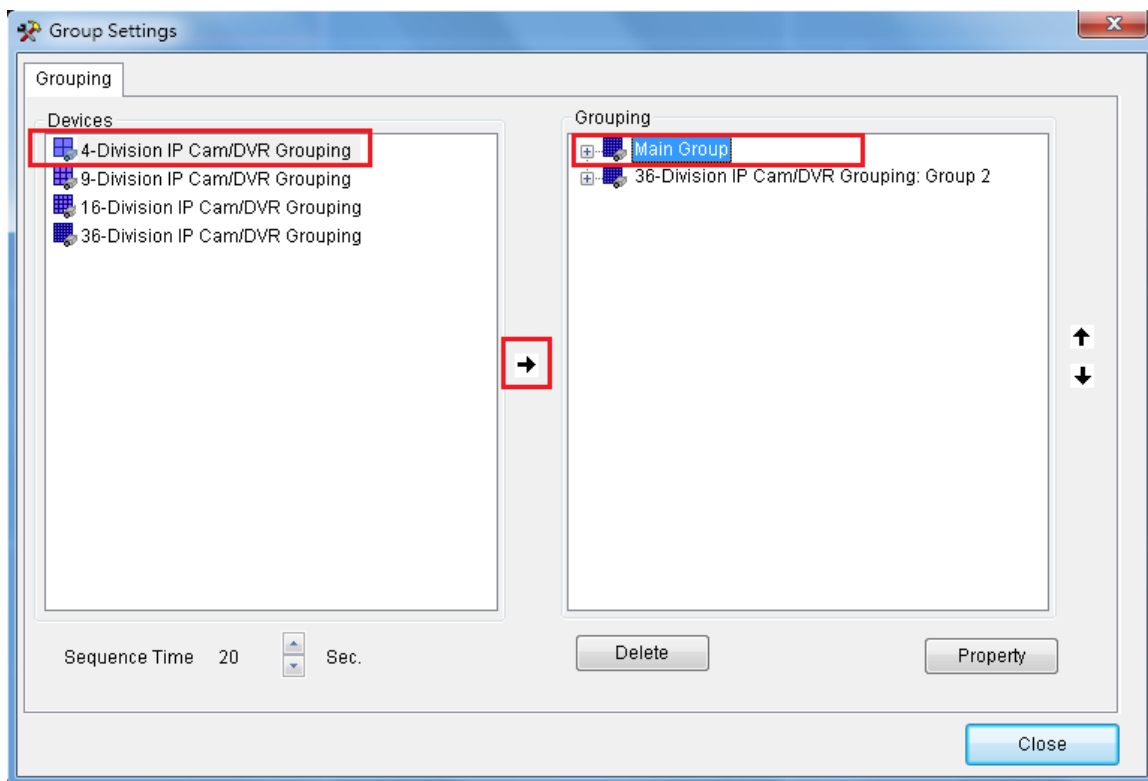 Group Settings
Grouping
Devices
4-Division IP Cam/DVR Grouping
9-Division IP Cam/DVR Grouping
16-Division IP Cam/DVR Grouping
36-Division IP Cam/DVR Grouping
Grouping
Main Group
36-Division IP Cam/DVR Grouping: Group 2
Sequence Time 20 Sec.
Delete
Property
Close